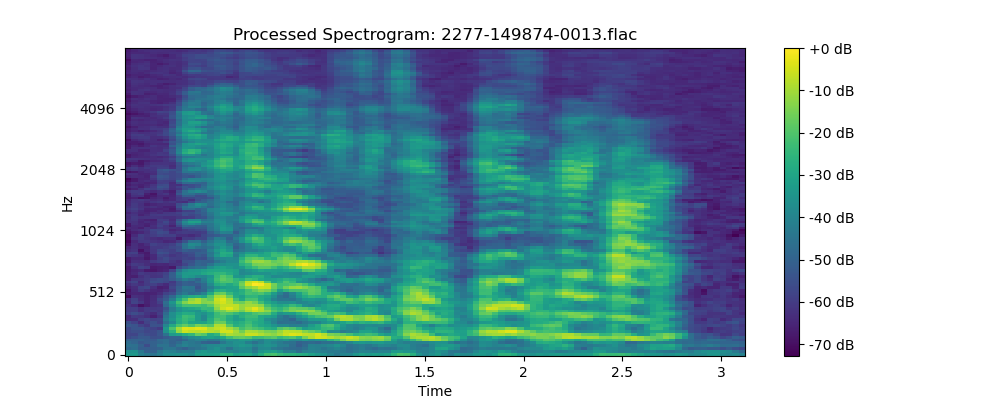 Processed Spectrogram: 2277-149874-0013.flac
Hz
4096
2048
1024
512
0
0
0.5
1
1.5
2
2.5
3
Time
+0 dB
-10 dB
-20 dB
-30 dB
-40 dB
-50 dB
-60 dB
-70 dB